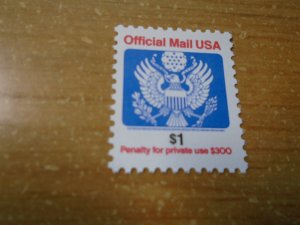 Official Mail USA
$1
Penalty for private use $300